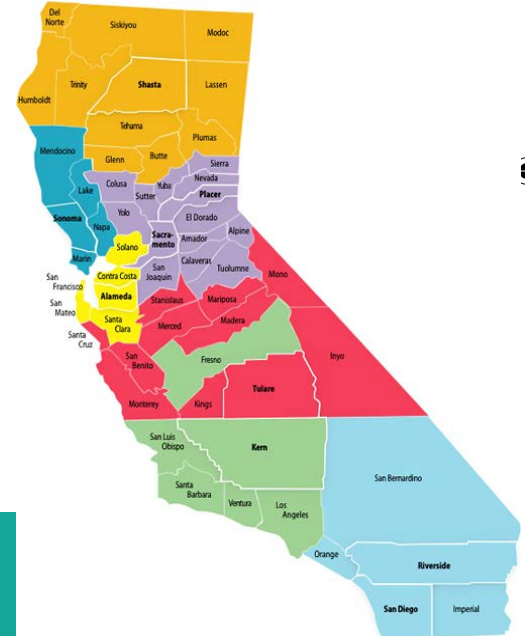 Del
Norte
Siskiyou
Modoc
Humboldt
Trinity
Shasta
Lassen
Tehama
Plumas
Mendocino
Glenn
Butte
Sierra
Lake
Colusa
Yuba
Nevada
Sutter
Placer
Sonoma
Napa
Yolo
El Dorado
Sacra-
mento
Amador
Alpine
Marin
Solano
Calaveras
Tuolumne
San
Francisco
Contra Costa
San
Joaquin
Mono
San
Mateo
Alameda
Stanislaus
Mariposa
Santa
Clara
Merced
Madera
Santa
Cruz
San
Benito
Fresno
Inyo
Monterey
Kings
Tulare
San Luis
Obispo
Kern
San Bernardino
Santa
Barbara
Ventura
Los
Angeles
Orange
Riverside
San Diego
Imperial